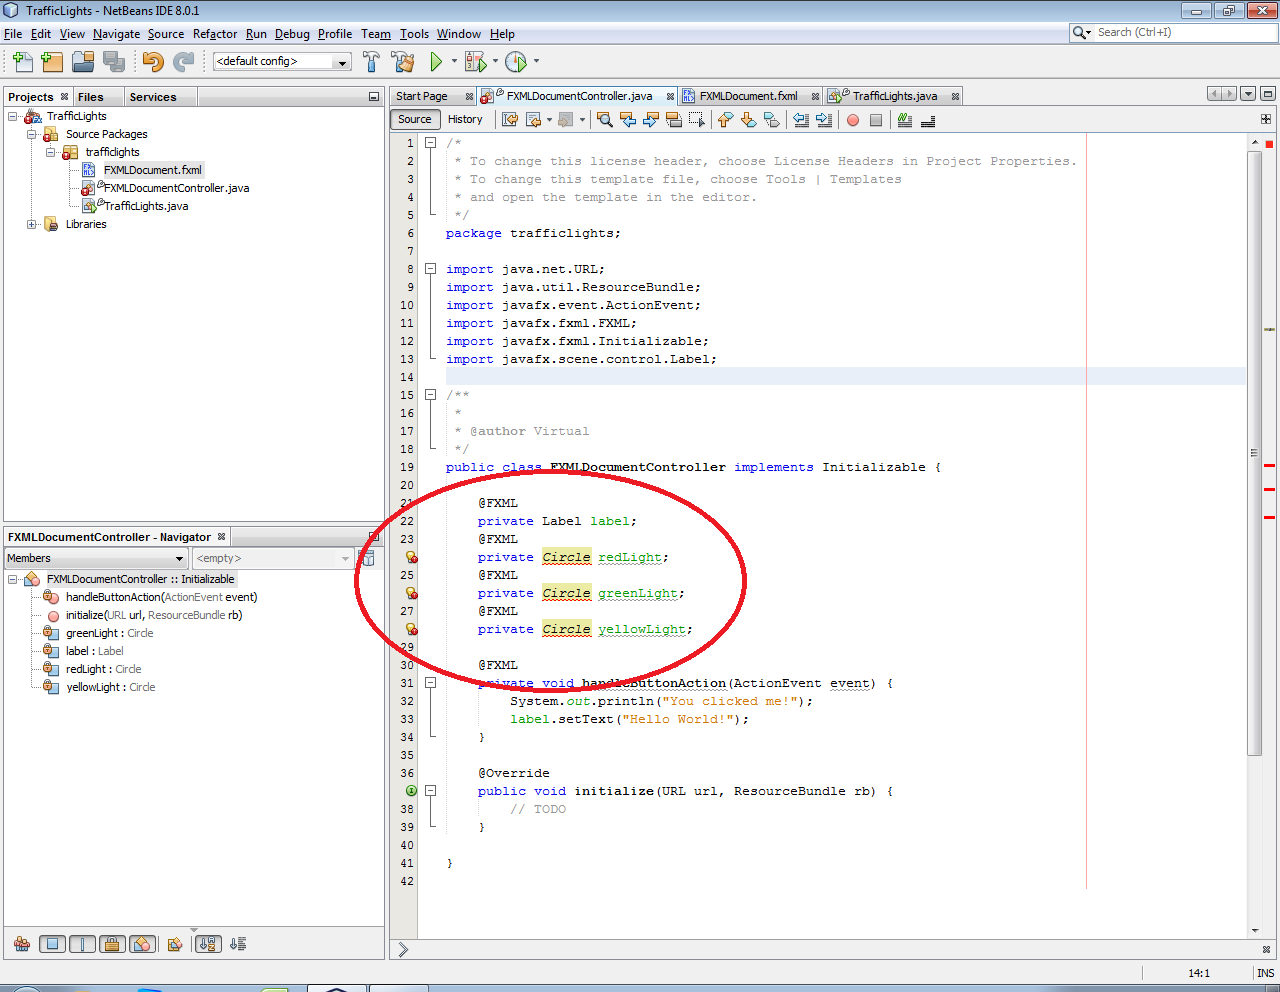 TrafficLights - NetBeans IDE 8.0.1
File Edit View Navigate Source Refactor Run Debug Profile Team Tools Window Help
Search (Ctrl+I)
<default config>
Projects Files Services
TrafficLights
Source Packages
trafficlights
FXMLDocument.fxml
FXMLDocumentController.java
TrafficLights.java
Libraries
FXMLDocumentController - Navigator
Members <empty>
FXMLDocumentController :: Initializable
handleButtonAction(ActionEvent event)
initialize(URL url, ResourceBundle rb)
greenLight : Circle
label : Label
redLight : Circle
yellowLight : Circle
Start Page FXMLDocumentController.java FXMLDocument.fxml TrafficLights.java
Source History
1 /*
2 * To change this license header, choose License Headers in Project Properties.
3 * To change this template file, choose Tools | Templates
4 * and open the template in the editor.
5 */
6 package trafficlights;
7
8 import java.net.URL;
9 import java.util.ResourceBundle;
10 import javafx.event.ActionEvent;
11 import javafx.fxml.FXML;
12 import javafx.fxml.Initializable;
13 import javafx.scene.control.Label;
14
15 /**
16 *
17 * @author Virtual
18 */
19 public class FXMLDocumentController implements Initializable {
20
21 @FXML
22 private Label label;
23 @FXML
private Circle redLight;
25 @FXML
private Circle greenLight;
27 @FXML
private Circle yellowLight;
29
30 @FXML
31 private void handleButtonAction(ActionEvent event) {
32 System.out.println("You clicked me!");
33 label.setText("Hello World!");
34 }
35
36 @Override
public void initialize(URL url, ResourceBundle rb) {
38 // TODO
39 }
40
41 }
42
14:1 INS